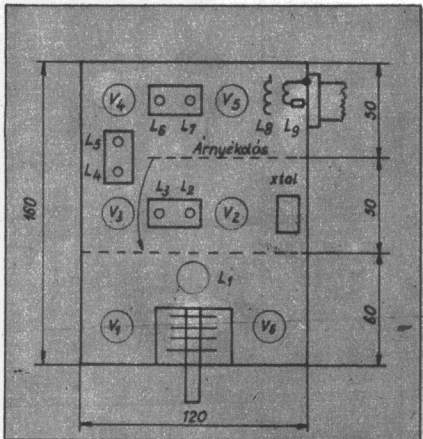 V4 V5
L6 L7 L8 L9
50
L5
L4
Árnyékolás
xtal
L3 L2
V3 V2
160
50
L1
V1 V6
60
120